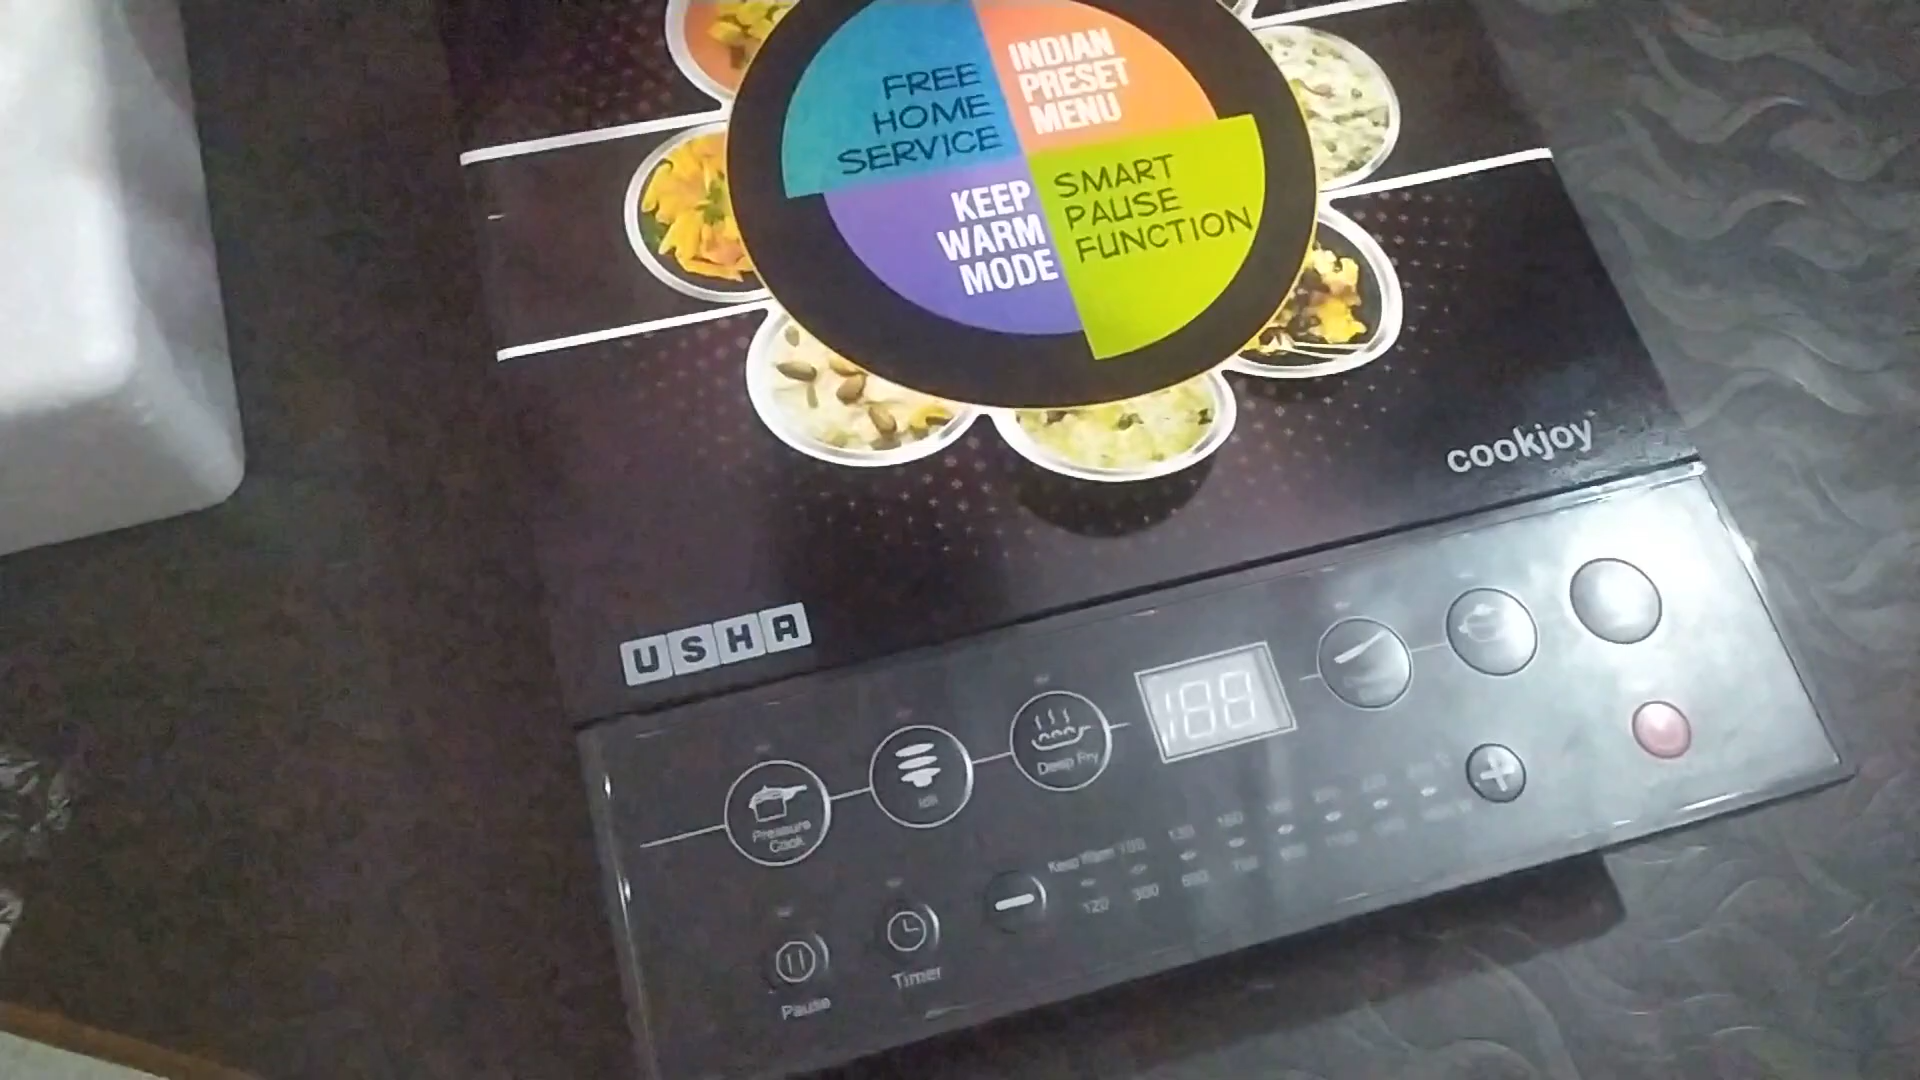 FREE
HOME
SERVICE
INDIAN
PRESET
MENU
KEEP
WARM
MODE
SMART
PAUSE
FUNCTION
cookjoy
USHA
188
Deep Fry
Idli
Pressure
Cook
Keep Warm 100 130 160
120 300 600 700
Timer
Pause